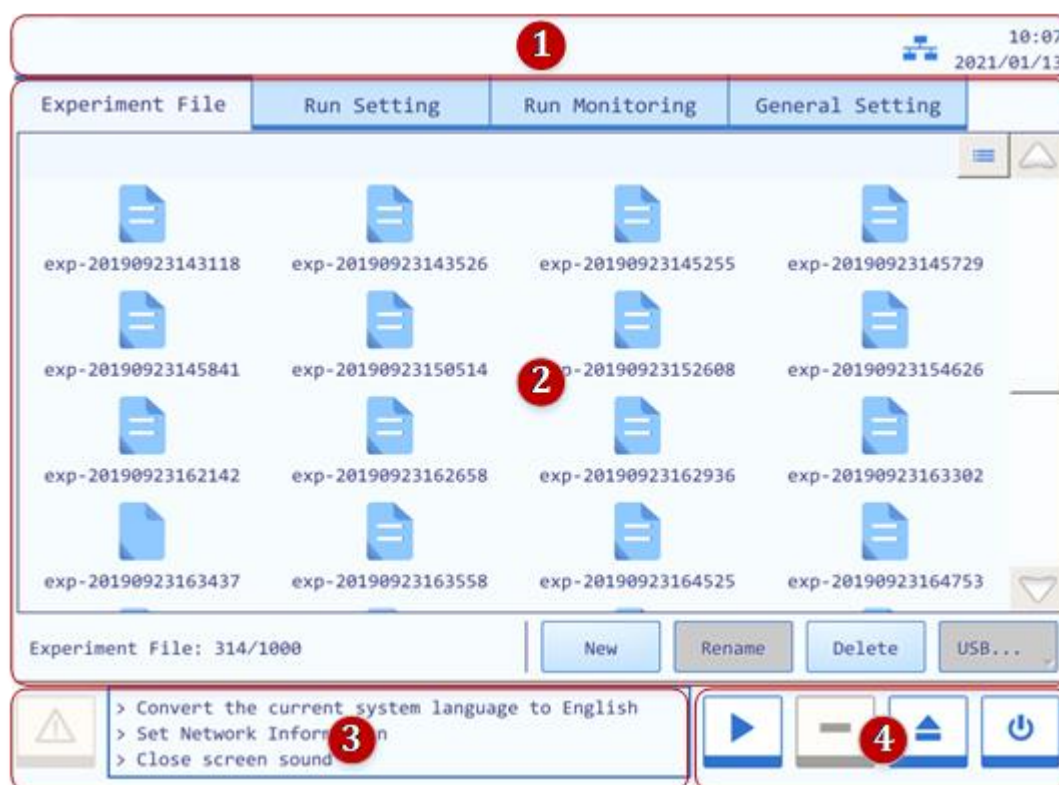 1
10:07
2021/01/13
Experiment File Run Setting Run Monitoring General Setting
exp-20190923143118 exp-20190923143526 exp-20190923145255 exp-20190923145729
exp-20190923145841 exp-20190923150514 -20190923152608 exp-20190923154626
2
exp-20190923162142 exp-20190923162658 exp-20190923162936 exp-20190923163302
exp-20190923163437 exp-20190923163558 exp-20190923164525 exp-20190923164753
Experiment File: 314/1000 New Rename Delete USB...
> Convert the current system language to English
> Set Network
> Close screen sound
3
4